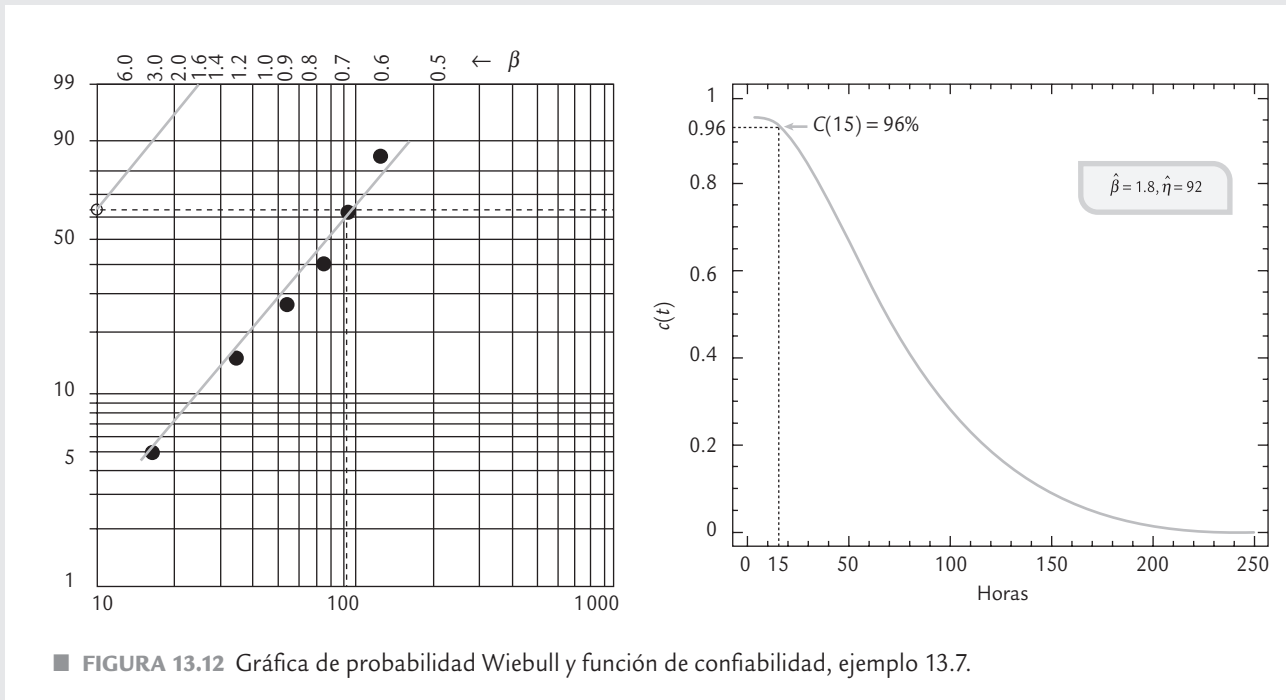 6.0 3.0 2.0 1.6 1.4 1.2 1.0 0.9 0.8 0.7 0.6 0.5 ↑ β
99
90
50
10
5
1
10 100 1000
1
0.96
0.8
0.6
0.4
0.2
0
c(t)
C(15) = 96%
β̂ = 1.8, η̂ = 92
0 15 50 100 150 200 250
Horas
■ FIGURA 13.12 Gráfica de probabilidad Wiebull y función de confiabilidad, ejemplo 13.7.